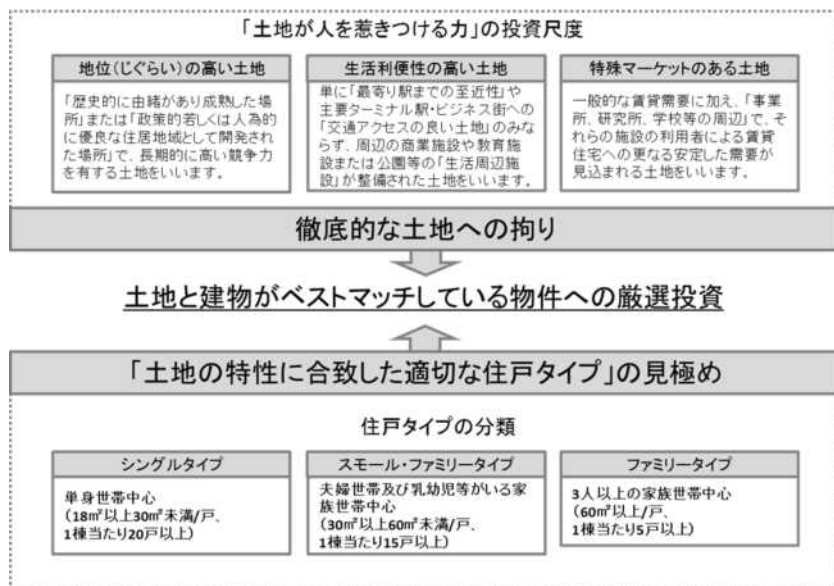 「土地が人を惹きつける力」の投資尺度
地位(じぐらい)の高い土地
「歴史的に由緒があり成熟した場
所」または「政策的若しくは人為的
に優良な住居地域として開発され
た場所」で、長期的に高い競争力
を有する土地をいいます。
生活利便性の高い土地
単に「最寄り駅までの至近性」や
主要ターミナル駅・ビジネス街への
「交通アクセスの良い土地」のみな
らず、周辺の商業施設や教育施
設または公園等の「生活周辺施
設」が整備された土地をいいます。
特殊マーケットのある土地
一般的な賃貸需要に加え、「事業
所、研究所、学校等の周辺」で、そ
れらの施設の利用者による賃貸
住宅への更なる安定した需要が
見込まれる土地をいいます。
徹底的な土地への拘り
土地と建物がベストマッチしている物件への厳選投資
「土地の特性に合致した適切な住戸タイプ」の見極め
住戸タイプの分類
シングルタイプ
単身世帯中心
(18㎡以上30㎡未満/戸、
1棟当たり20戸以上)
スモール・ファミリータイプ
夫婦世帯及び乳幼児等がいる家
族世帯中心
(30㎡以上60㎡未満/戸、
1棟当たり15戸以上)
ファミリータイプ
3人以上の家族世帯中心
(60㎡以上/戸、
1棟当たり5戸以上)